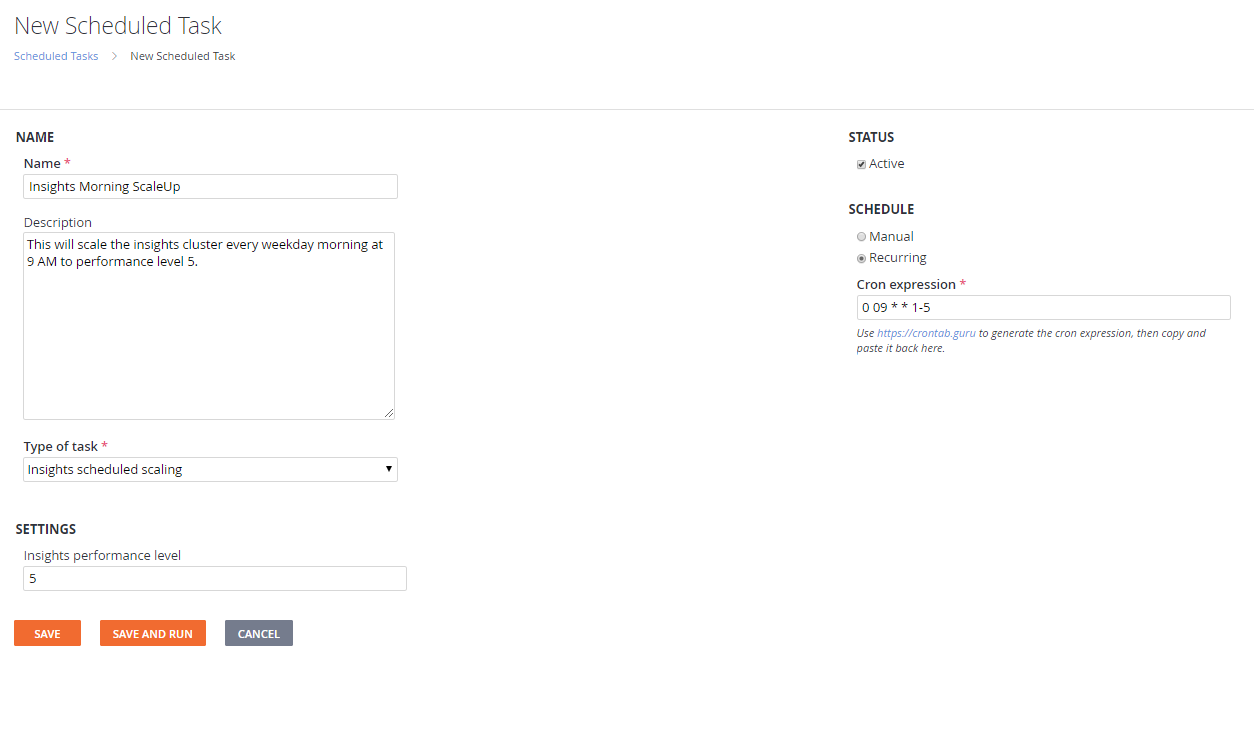 New Scheduled Task
Scheduled Tasks > New Scheduled Task
NAME
Name *
Insights Morning ScaleUp
Description
This will scale the insights cluster every weekday morning at
9 AM to performance level 5.
Type of task *
Insights scheduled scaling
SETTINGS
Insights performance level
5
SAVE SAVE AND RUN CANCEL
STATUS
Active
SCHEDULE
Manual
Recurring
Cron expression *
0 09 * * 1-5
Use https://crontab.guru to generate the cron expression, then copy and
paste it back here.